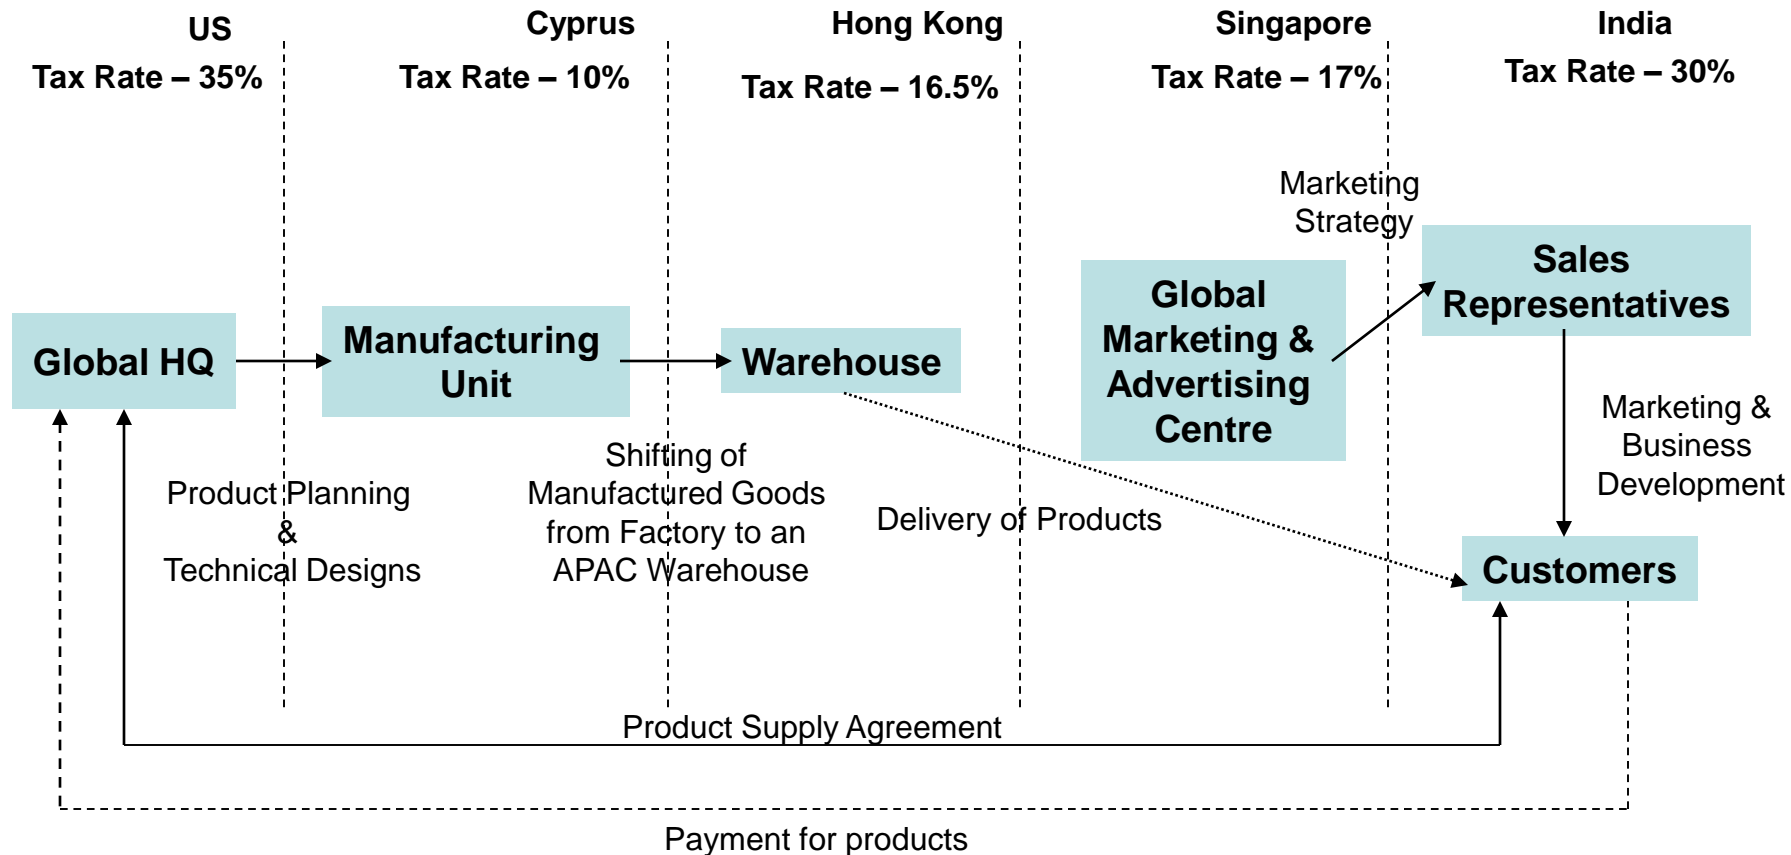 US
Tax Rate – 35%
Cyprus
Tax Rate – 10%
Hong Kong
Tax Rate – 16.5%
Singapore
Tax Rate – 17%
India
Tax Rate – 30%
Marketing
Strategy
Global HQ
Manufacturing
Unit
Warehouse
Global
Marketing &
Advertising
Centre
Sales
Representatives
Product Planning
&
Technical Designs
Shifting of
Manufactured Goods
from Factory to an
APAC Warehouse
Delivery of Products
Marketing &
Business
Development
Customers
Product Supply Agreement
Payment for products